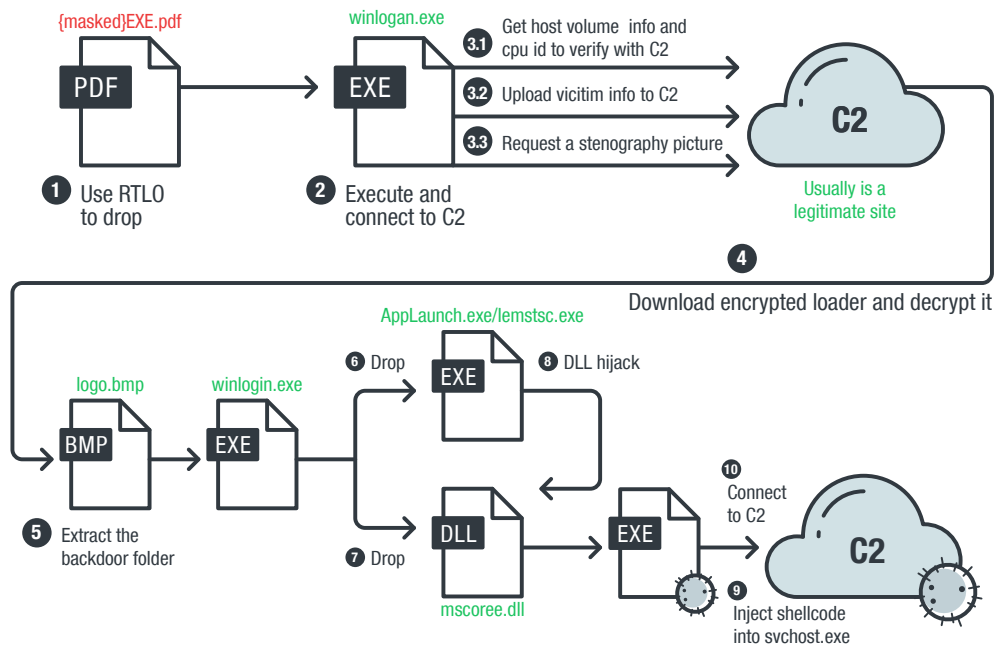 {masked}EXE.pdf
PDF
1 Use RTLO
to drop
winlogan.exe
EXE
2 Execute and
connect to C2
3.1 Get host volume info and
cpu id to verify with C2
3.2 Upload vicitim info to C2
3.3 Request a stenography picture
C2
Usually is a
legitimate site
4
Download encrypted loader and decrypt it
logo.bmp
BMP
5 Extract the
backdoor folder
winlogin.exe
EXE
6 Drop
AppLaunch.exe/lemstsc.exe
EXE
8 DLL hijack
7 Drop
DLL
mscoree.dll
EXE
10
Connect
to C2
9
Inject shellcode
into svchost.exe
C2